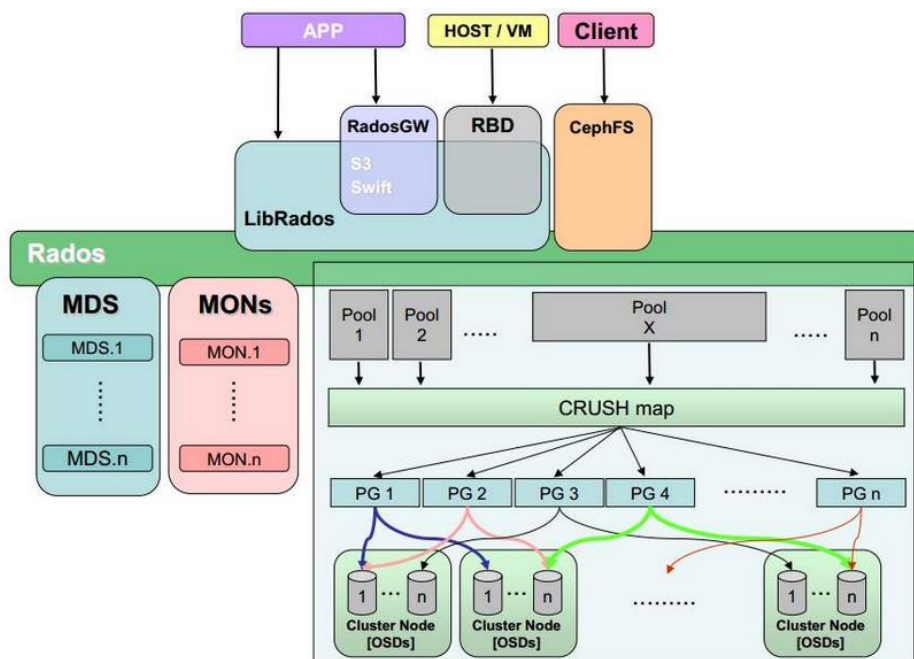 APP
HOST / VM
Client
RadosGW
S3
Swift
RBD
CephFS
LibRados
Rados
MDS
MDS.1
MDS.n
MONs
MON.1
MON.n
Pool
1
Pool
2
.....
Pool
X
.....
Pool
n
CRUSH map
PG 1
PG 2
PG 3
PG 4
.........
PG n
1
...
n
Cluster Node
[OSDs]
1
...
n
Cluster Node
[OSDs]
.........
1
...
n
Cluster Node
[OSDs]